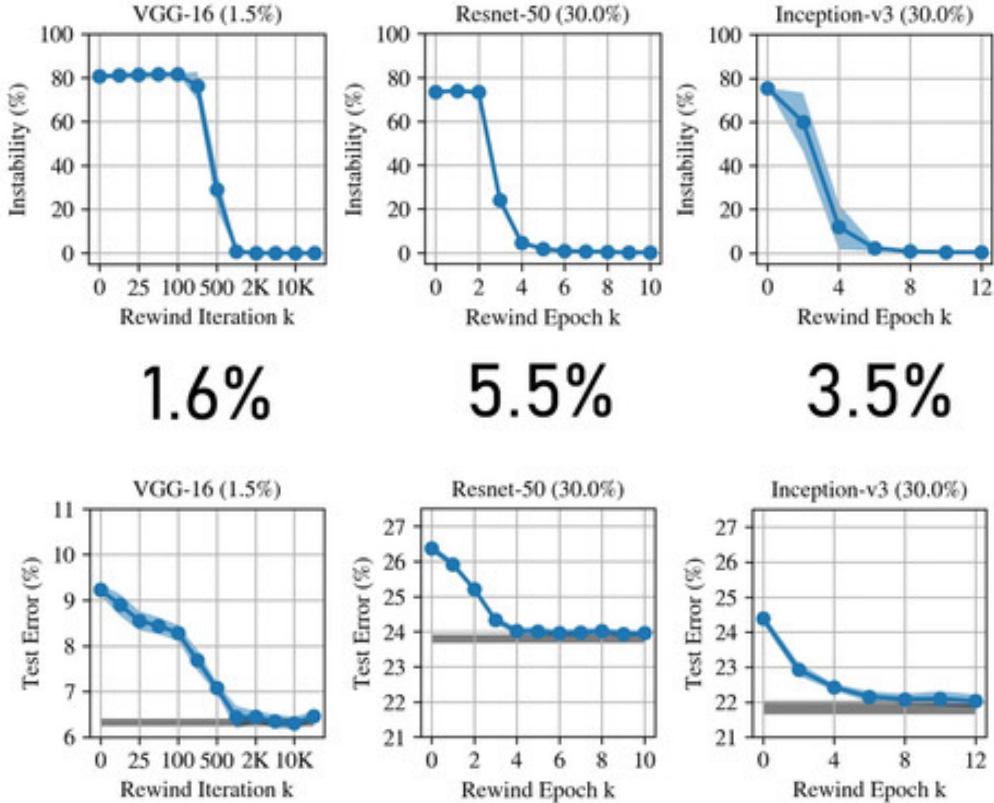 VGG-16 (1.5%)
Resnet-50 (30.0%)
Inception-v3 (30.0%)
Instability (%)
100
80
60
40
20
0
0 25 100 500 2K 10K
Rewind Iteration k
Instability (%)
100
80
60
40
20
0
0 2 4 6 8 10
Rewind Epoch k
Instability (%)
100
80
60
40
20
0
0 4 8 12
Rewind Epoch k
1.6%
5.5%
3.5%
VGG-16 (1.5%)
Resnet-50 (30.0%)
Inception-v3 (30.0%)
Test Error (%)
11
10
9
8
7
6
0 25 100 500 2K 10K
Rewind Iteration k
Test Error (%)
27
26
25
24
23
22
21
0 2 4 6 8 10
Rewind Epoch k
Test Error (%)
27
26
25
24
23
22
21
0 4 8 12
Rewind Epoch k